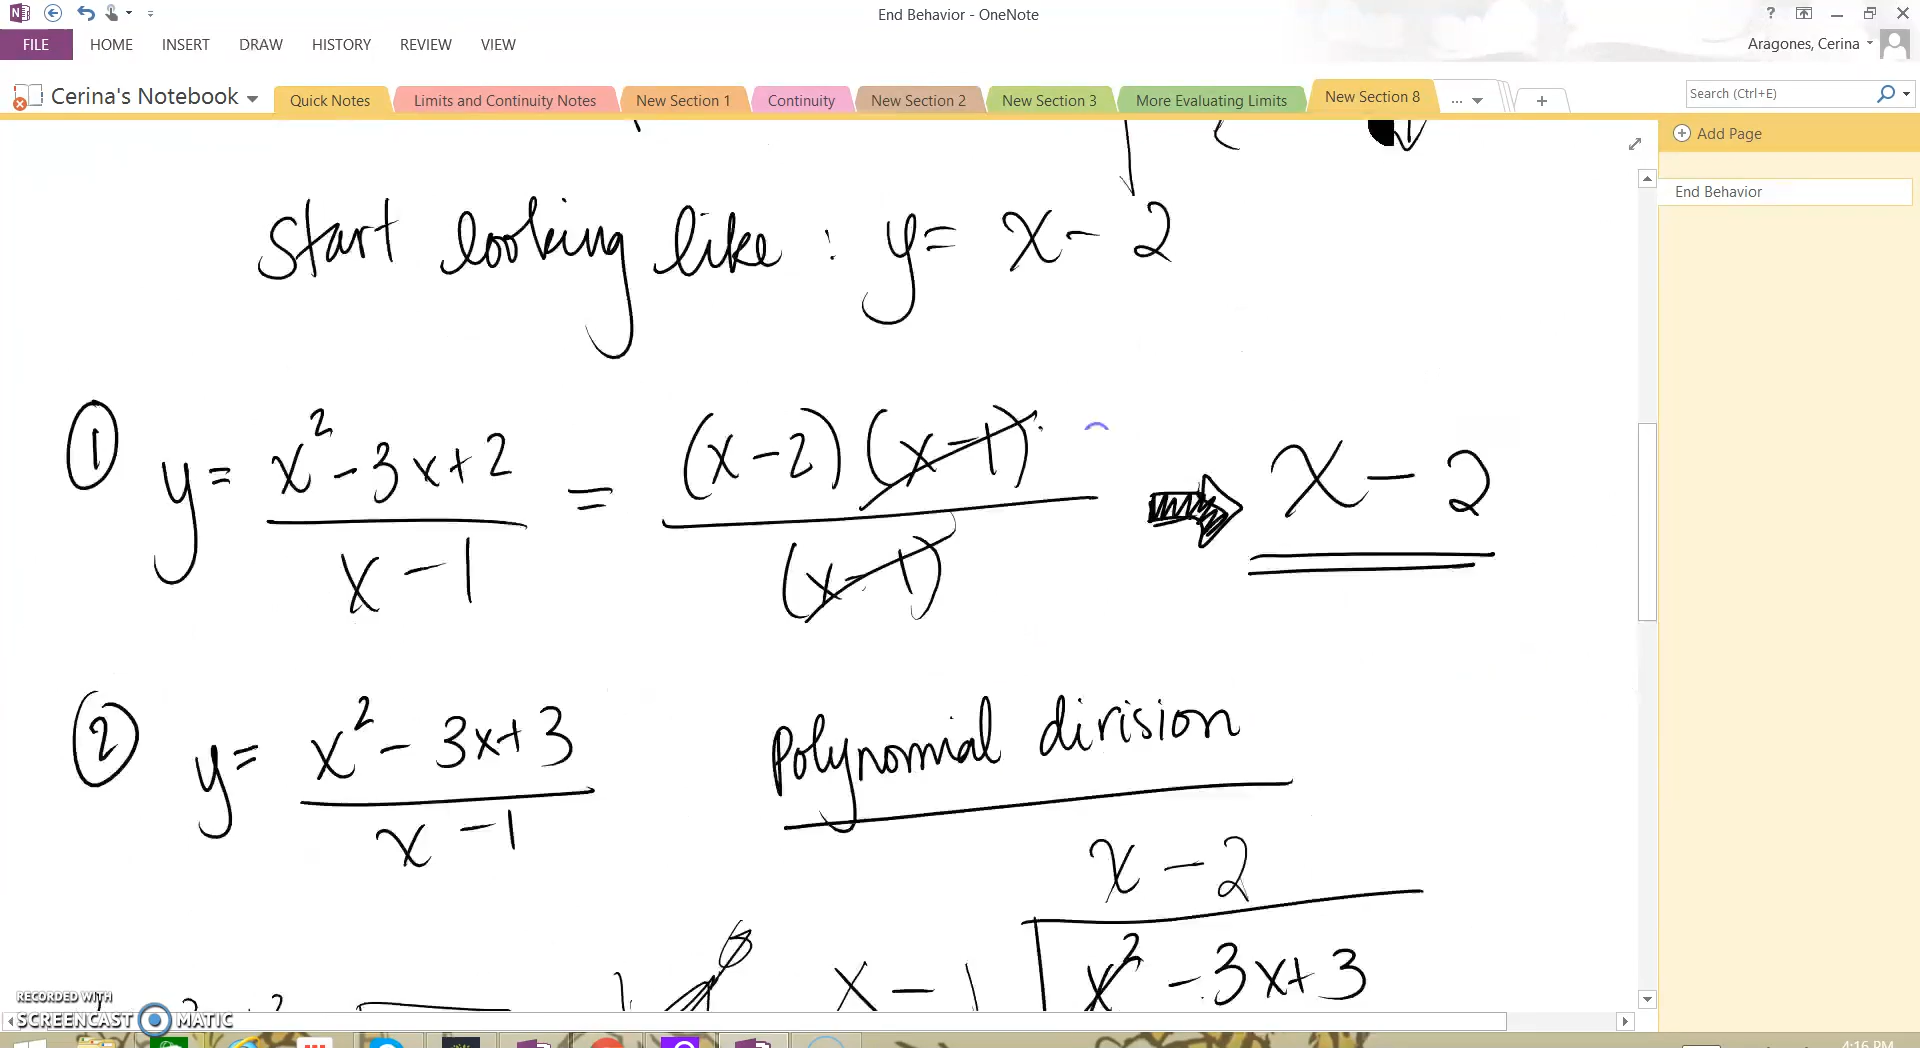 End Behavior - OneNote
?
FILE HOME INSERT DRAW HISTORY REVIEW VIEW
Aragones, Cerina
Cerina's Notebook
Quick Notes
Limits and Continuity Notes
New Section 1
Continuity
New Section 2
New Section 3
More Evaluating Limits
New Section 8
...
+
Search (Ctrl+E)
Add Page
End Behavior
start looking like : y = x - 2
① y = x² - 3x + 2 / x - 1 = (x - 2)(x - 1) / (x - 1) ⇒ x - 2
② y = x² - 3x + 3 / x - 1
Polynomial division
x - 2
x - 1 x² - 3x + 3
RECORDED WITH
SCREENCAST MATIC
4:16 PM